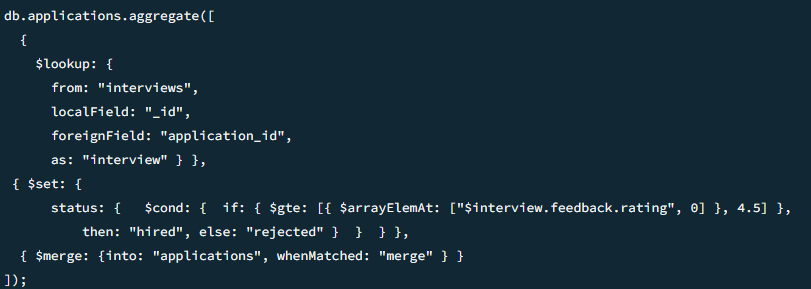 db.applications.aggregate([
{
$lookup: {
from: "interviews",
localField: "_id",
foreignField: "application_id",
as: "interview" } },
{ $set: {
status: {   $cond: {  if: { $gte: [{ $arrayElemAt: ["$interview.feedback.rating", 0] }, 4.5] },
then: "hired", else: "rejected" }  }  } },
{ $merge: {into: "applications", whenMatched: "merge" } }
]);